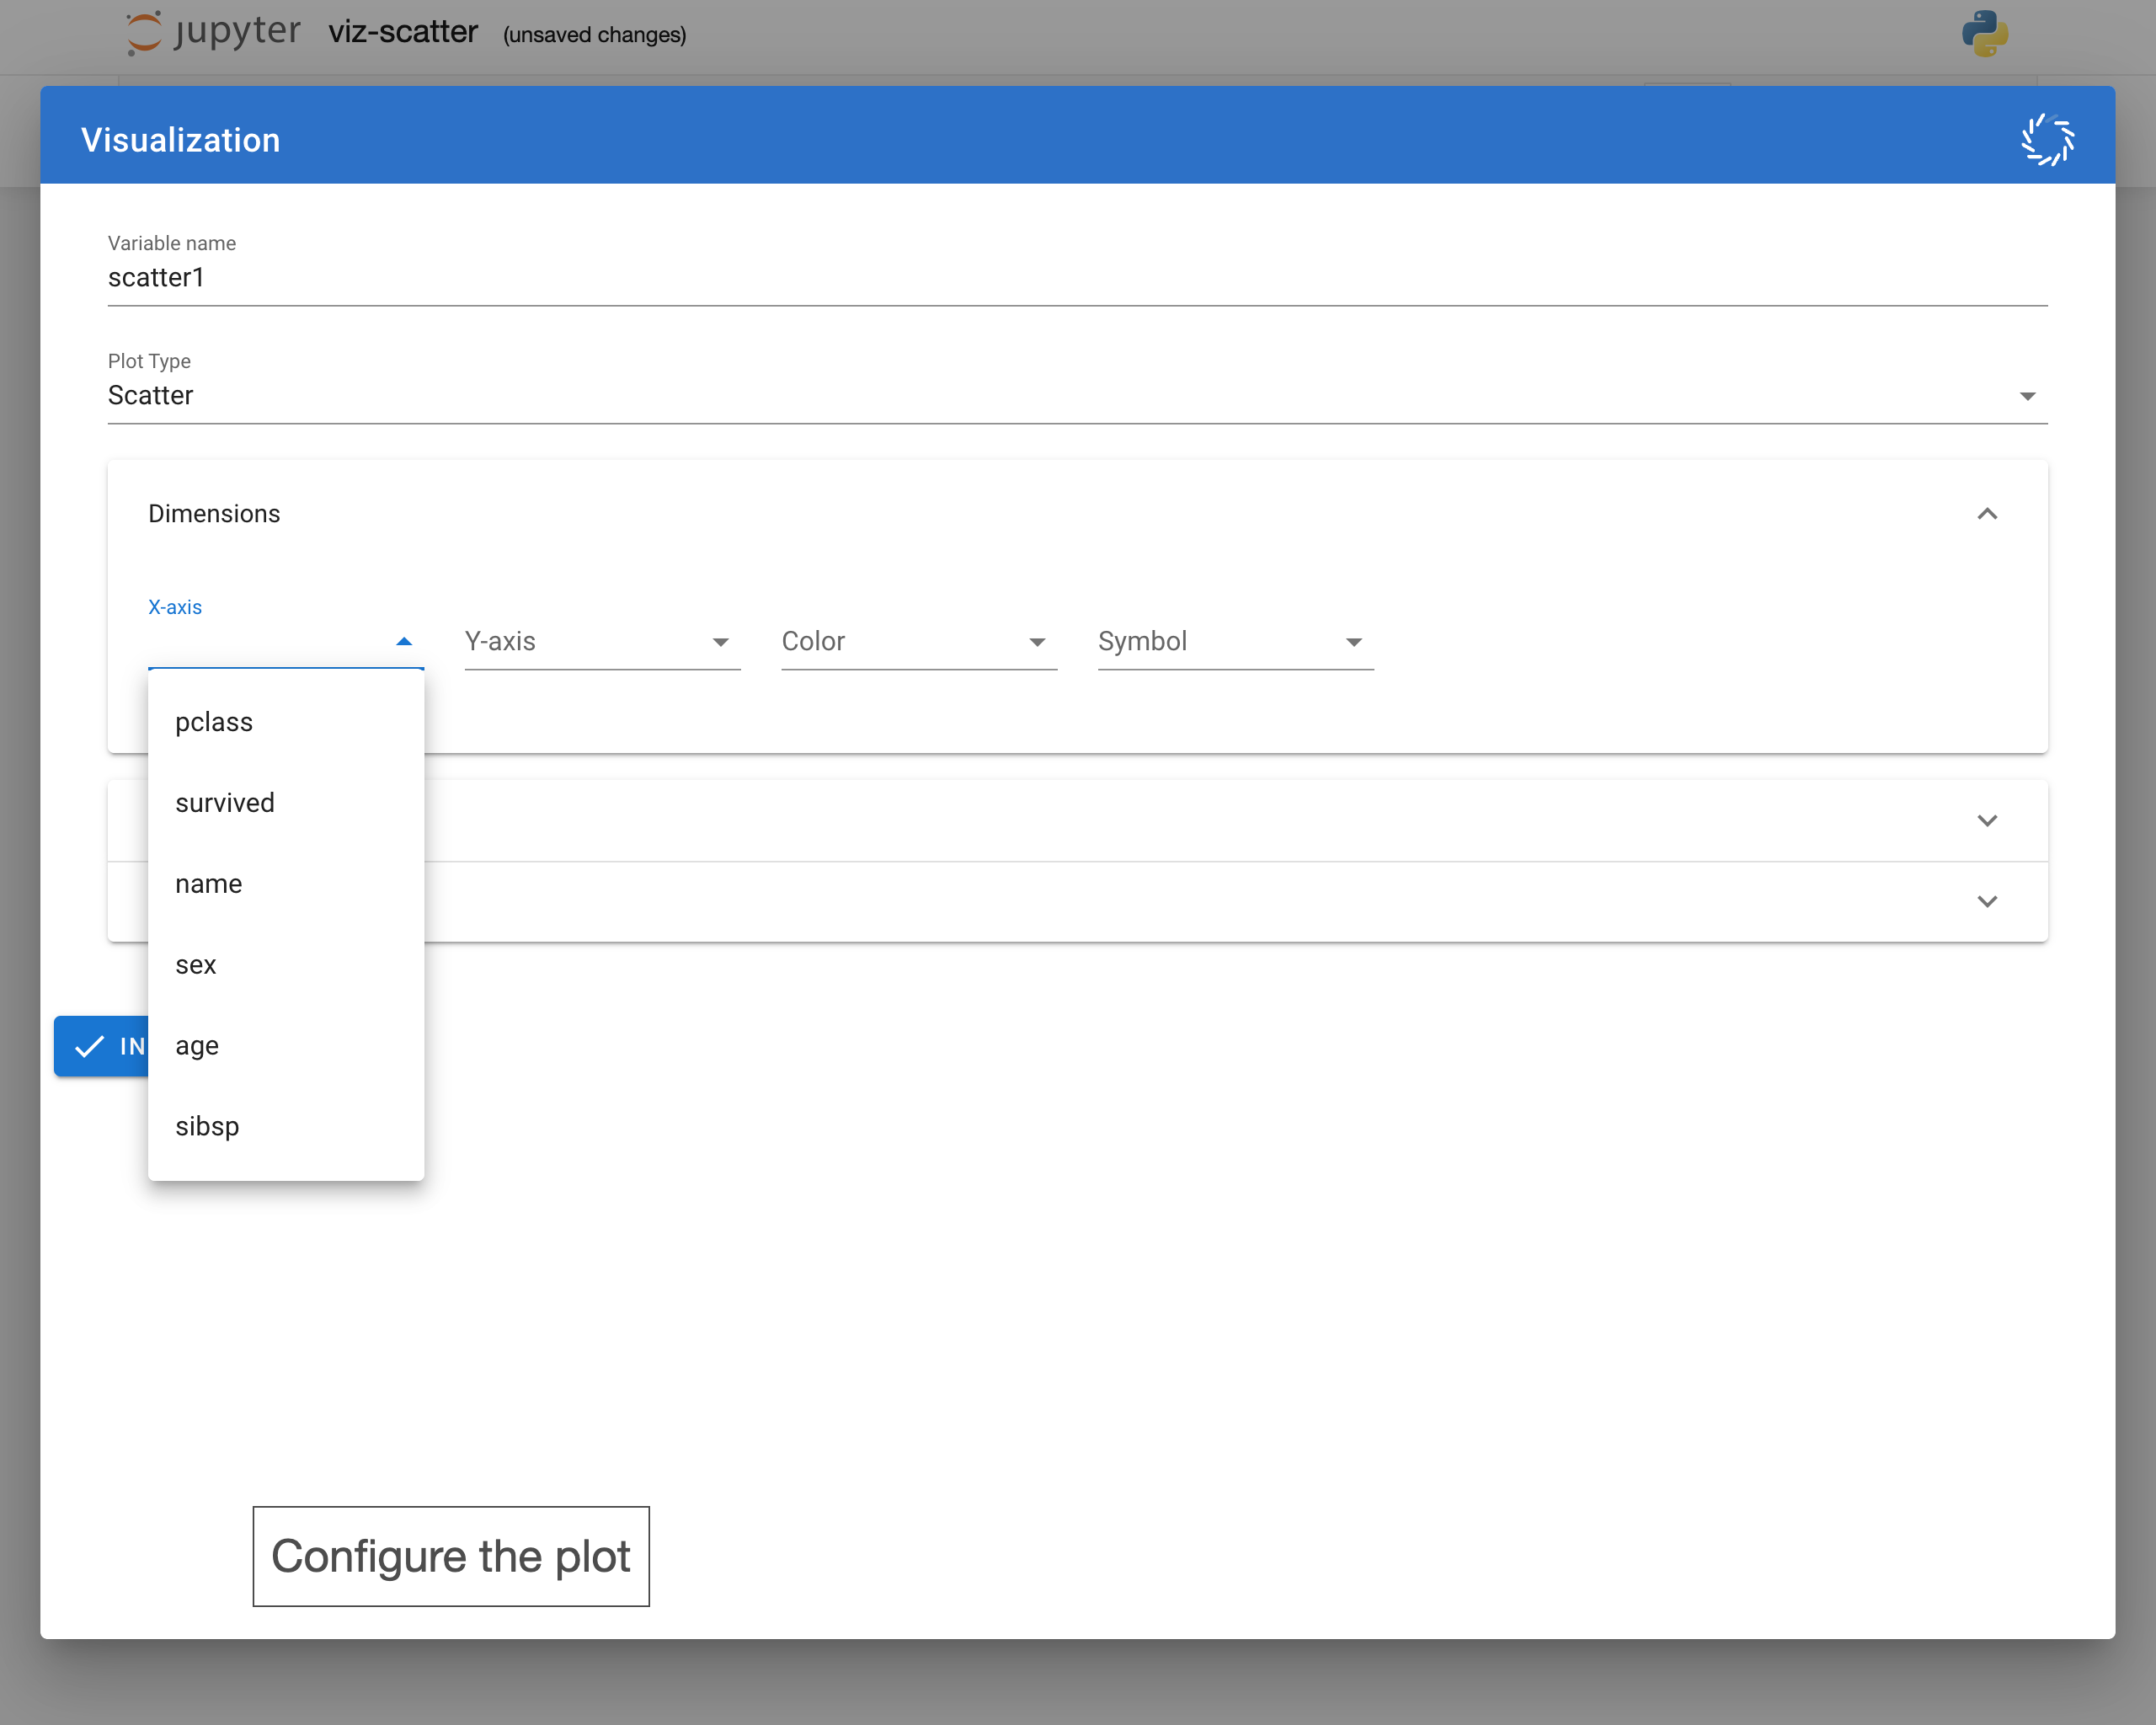 jupyter viz-scatter (unsaved changes)
Visualization
Variable name
scatter1
Plot Type
Scatter
Dimensions
X-axis
Y-axis Color Symbol
pclass
survived
name
sex
age
IN
sibsp
Configure the plot